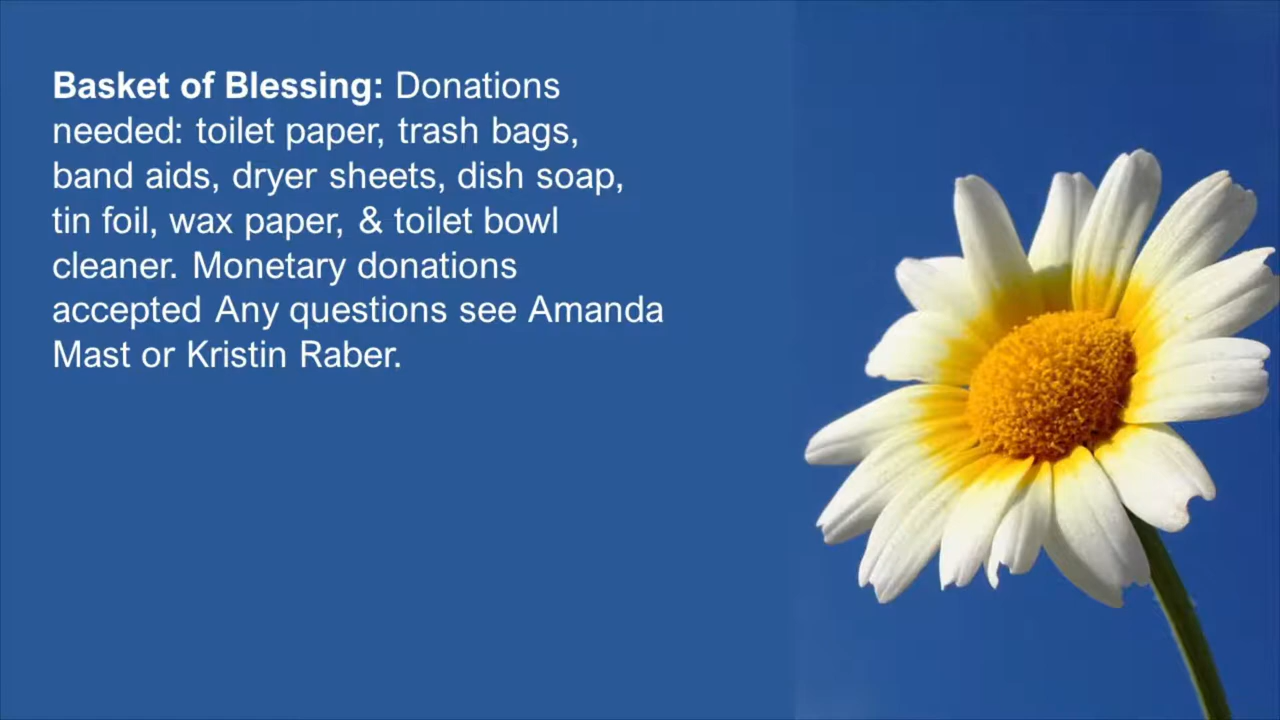 Basket of Blessing: Donations
needed: toilet paper, trash bags,
band aids, dryer sheets, dish soap,
tin foil, wax paper, & toilet bowl
cleaner. Monetary donations
accepted Any questions see Amanda
Mast or Kristin Raber.